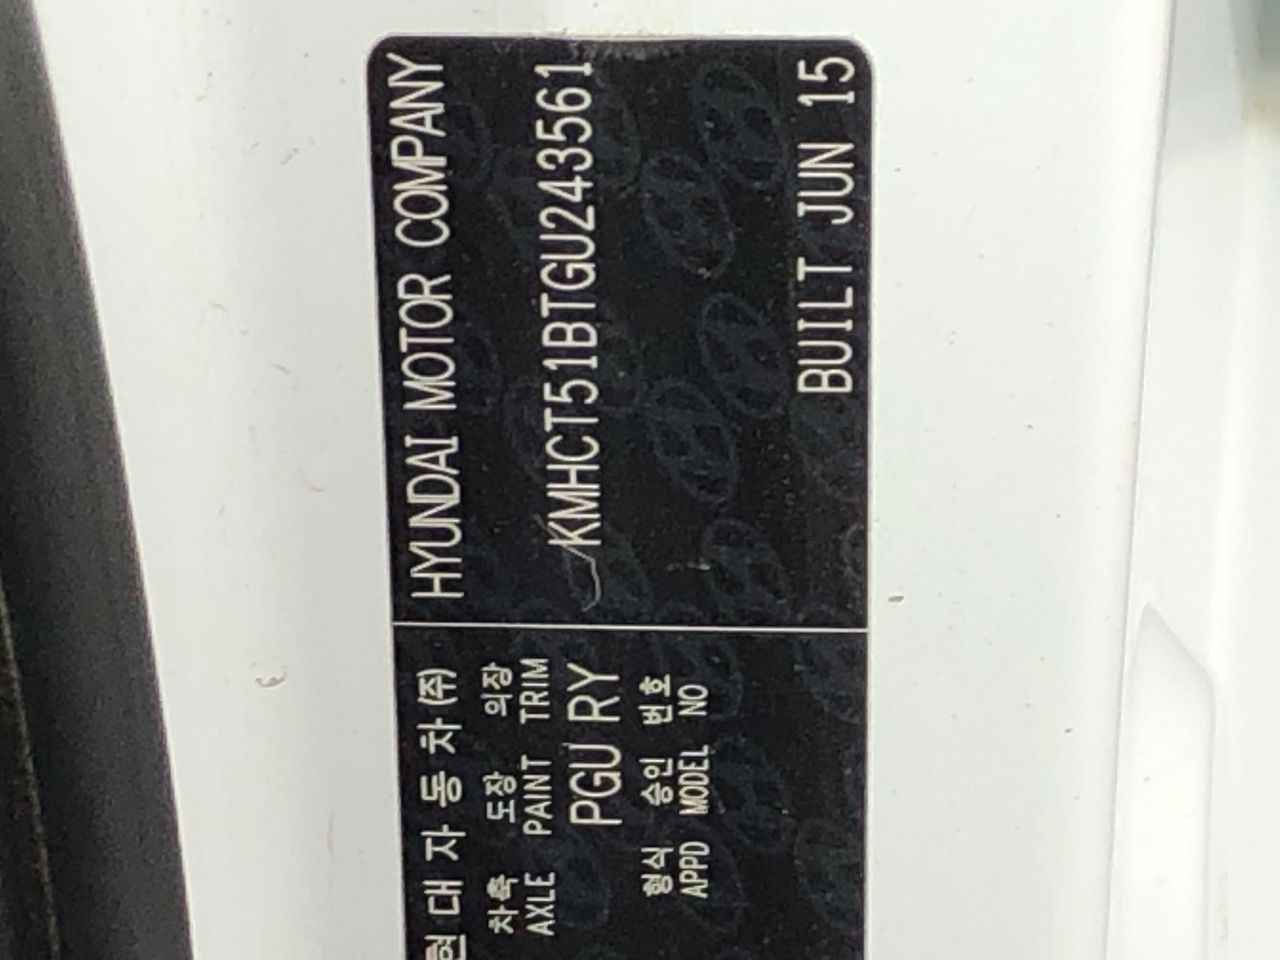 현대자동차(주) HYUNDAI MOTOR COMPANY
차축 도장 의장
AXLE PAINT TRIM KMHCT51BTGU243561
PGU RY
형식 승인 번호
APPD MODEL NO
BUILT JUN 15